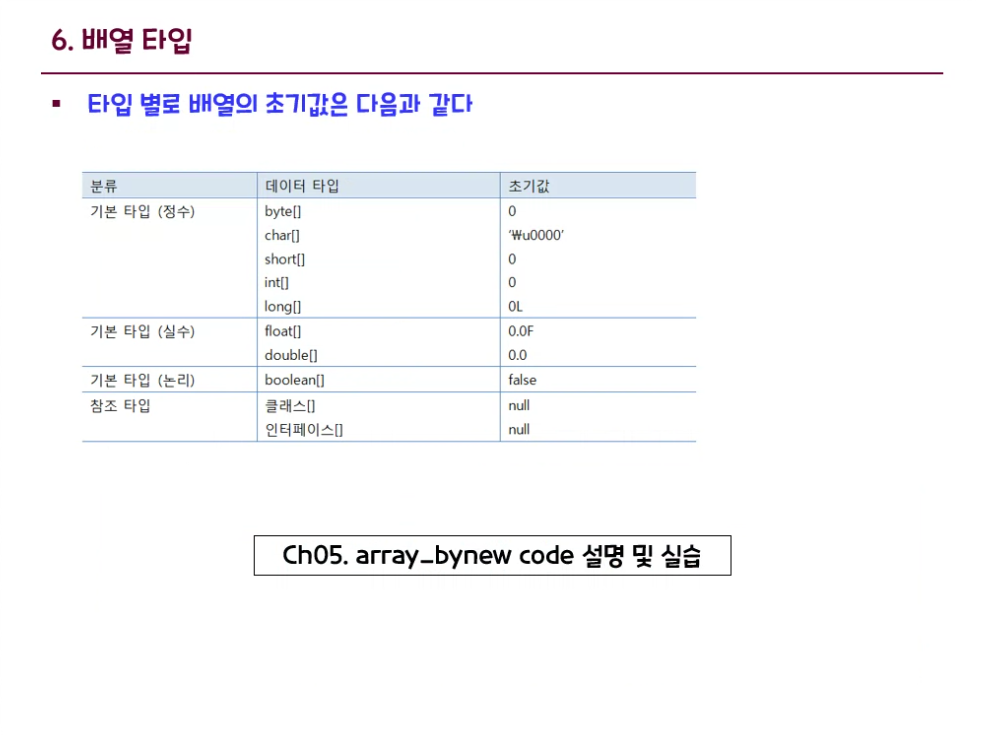 6. 배열 타입
▪ 타입 별로 배열의 초기값은 다음과 같다
분류 데이터 타입 초기값
기본 타입 (정수) byte[] 0
char[] ‘₩u0000’
short[] 0
int[] 0
long[] 0L
기본 타입 (실수) float[] 0.0F
double[] 0.0
기본 타입 (논리) boolean[] false
참조 타입 클래스[] null
인터페이스[] null
Ch05. array_bynew code 설명 및 실습